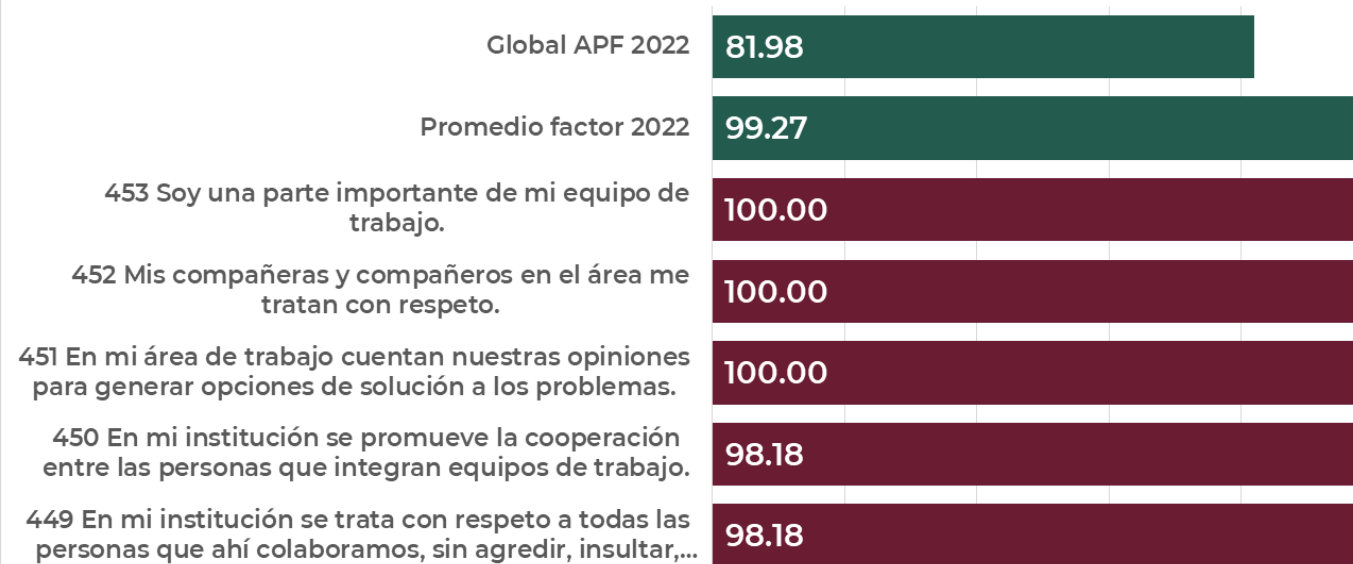 Global APF 2022
81.98
Promedio factor 2022
99.27
453 Soy una parte importante de mi equipo de
trabajo.
100.00
452 Mis compañeras y compañeros en el área me
tratan con respeto.
100.00
451 En mi área de trabajo cuentan nuestras opiniones
para generar opciones de solución a los problemas.
100.00
450 En mi institución se promueve la cooperación
entre las personas que integran equipos de trabajo.
98.18
449 En mi institución se trata con respeto a todas las
personas que ahí colaboramos, sin agredir, insultar,...
98.18